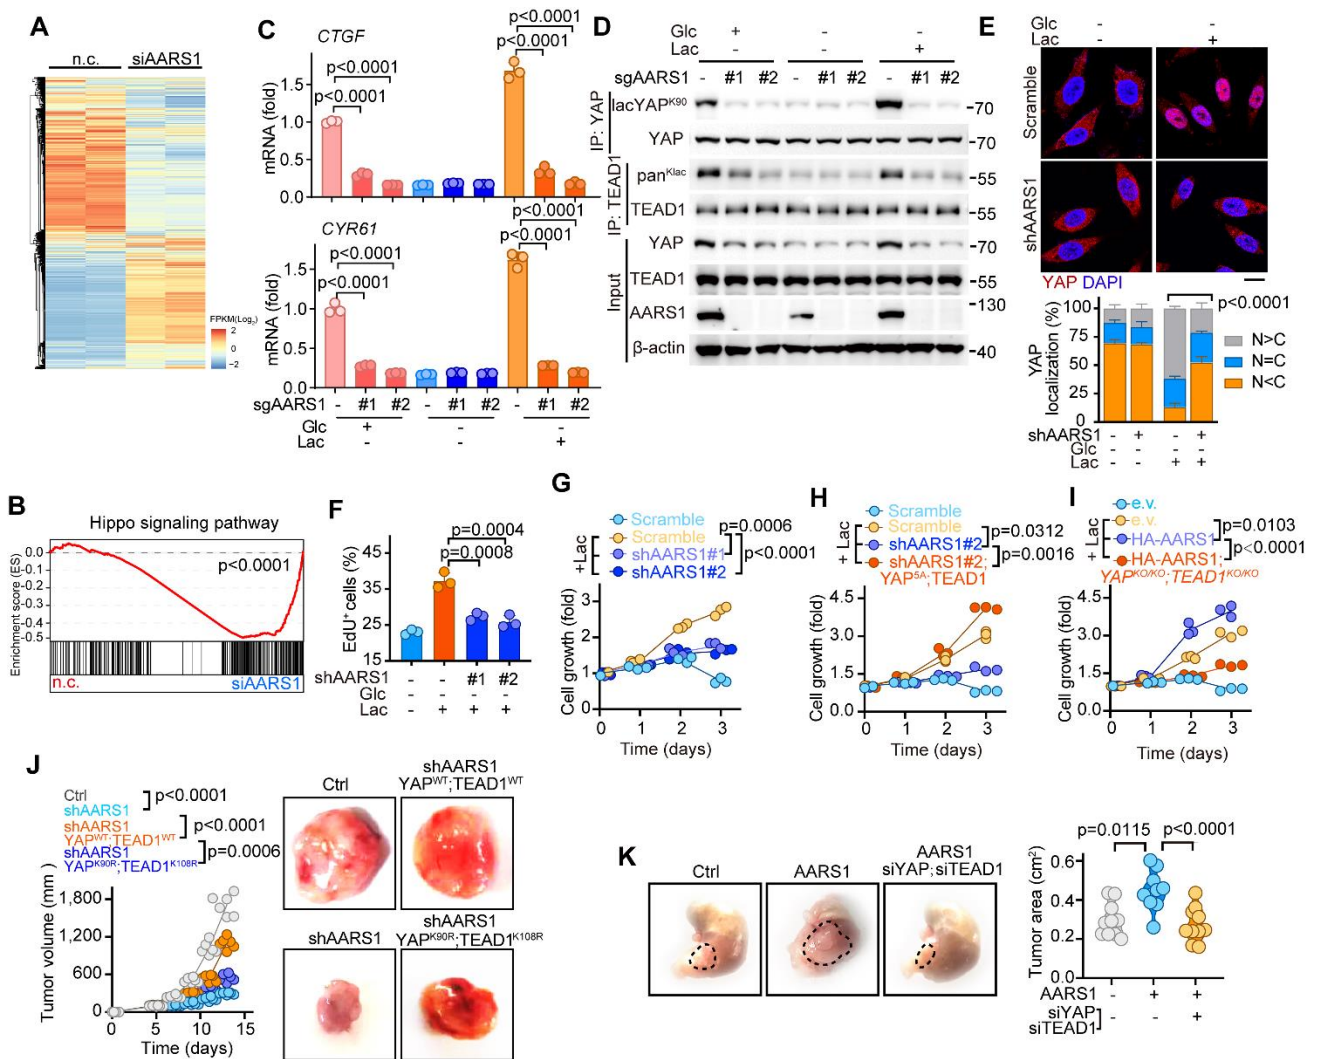 A
n.c. siAARS1
FPKM(Log2)
2
0
−2
B
Hippo signaling pathway
p<0.0001
Enrichment score (ES)
0.0
-0.1
-0.2
-0.3
-0.4
-0.5
n.c. siAARS1
C
CTGF
p<0.0001
p<0.0001
p<0.0001
p<0.0001
mRNA (fold)
1.5
1.0
0.5
0.0
CYR61
p<0.0001
p<0.0001
p<0.0001
p<0.0001
mRNA (fold)
1.5
1.0
0.5
0.0
sgAARS1 - #1 #2 - #1 #2 - #1 #2
Glc + - -
Lac - - +
D
Glc + - -
Lac - - +
sgAARS1 - #1 #2 - #1 #2 - #1 #2
IP: YAP
lacYAPK90 -70
YAP -70
IP: TEAD1
panKlac -55
TEAD1 -55
Input
YAP -70
TEAD1 -55
AARS1 -130
β-actin -40
E
Glc - -
Lac - +
Scramble
shAARS1
YAP DAPI
p<0.0001
YAP localization (%)
100
75
50
25
0
N>C
N=C
N<C
shAARS1 - + - +
Glc - - - -
Lac - - + +
F
p=0.0004
p=0.0008
EdU+ cells (%)
45
35
25
15
shAARS1 - - #1 #2
Glc - - - -
Lac - + + +
G
Scramble
Scramble
shAARS1#1
shAARS1#2
+Lac
p=0.0006
p<0.0001
Cell growth (fold)
3
2
1
0
0 1 2 3
Time (days)
H
Scramble
Scramble
shAARS1#2
shAARS1#2;
YAP5A;TEAD1
+ Lac
p=0.0312
p=0.0016
Cell growth (fold)
4.5
3.0
1.5
0.0
0 1 2 3
Time (days)
I
e.v.
e.v.
HA-AARS1
HA-AARS1;
YAPKO/KO;TEAD1KO/KO
+ Lac
p=0.0103
p<0.0001
Cell growth (fold)
4.5
3.0
1.5
0.0
0 1 2 3
Time (days)
J
Ctrl
shAARS1
shAARS1
YAPWT;TEAD1WT
shAARS1
YAPK90R;TEAD1K108R
p<0.0001
p<0.0001
p=0.0006
Tumor volume (mm)
1,800
1,200
600
0
0 5 10 15
Time (days)
Ctrl
shAARS1
YAPWT;TEAD1WT
shAARS1
shAARS1
YAPK90R;TEAD1K108R
K
Ctrl
AARS1
AARS1
siYAP;siTEAD1
p=0.0115 p<0.0001
Tumor area (cm2)
0.6
0.4
0.2
0.0
AARS1 - + +
siYAP
siTEAD1 - - +